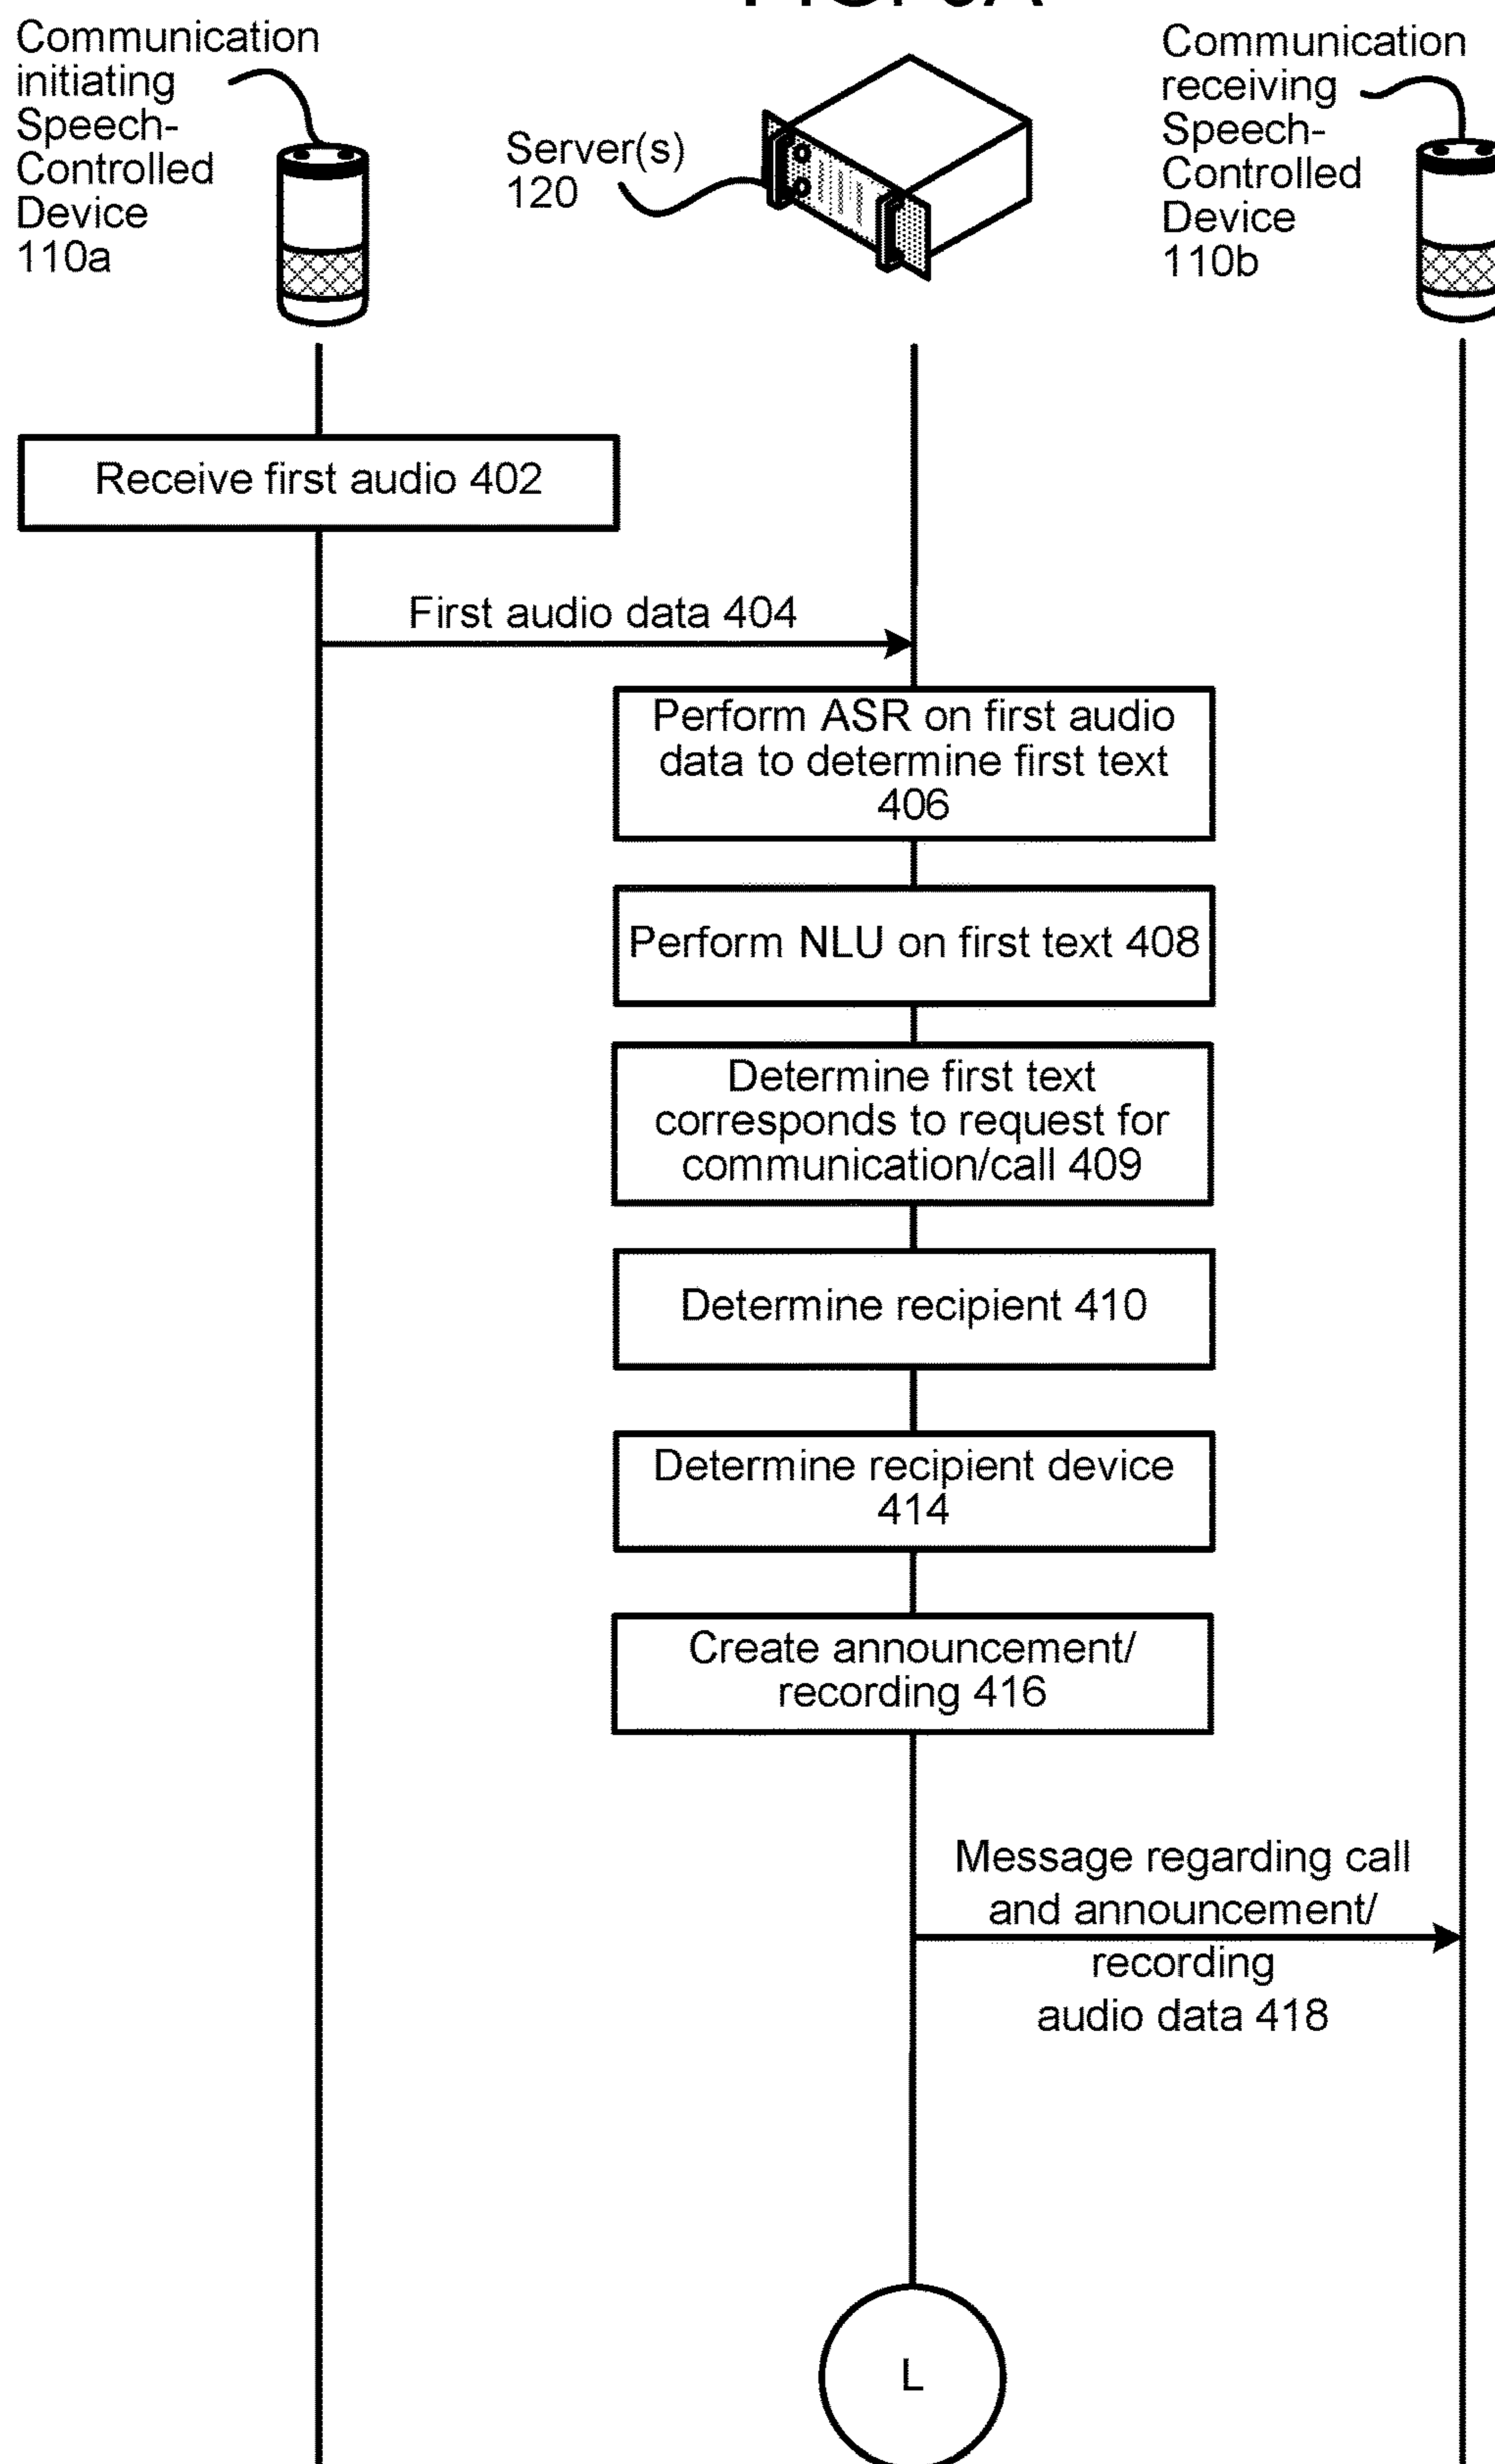 Communication
initiating
Speech-
Controlled
Device
110a
Server(s)
120
Communication
receiving
Speech-
Controlled
Device
110b
Receive first audio 402
First audio data 404
Perform ASR on first audio
data to determine first text
406
Perform NLU on first text 408
Determine first text
corresponds to request for
communication/call 409
Determine recipient 410
Determine recipient device
414
Create announcement/
recording 416
Message regarding call
and announcement/
recording
audio data 418
L